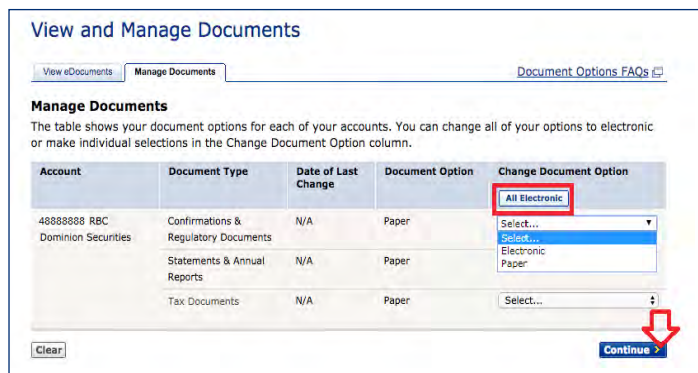 View and Manage Documents
View eDocuments
Manage Documents
Document Options FAQs
Manage Documents
The table shows your document options for each of your accounts. You can change all of your options to electronic
or make individual selections in the Change Document Option column.
Account
Document Type
Date of Last
Change
Document Option
Change Document Option
All Electronic
48888888 RBC
Dominion Securities
Confirmations &
Regulatory Documents
N/A
Paper
Select...
Select...
Electronic
Paper
Statements & Annual
Reports
N/A
Paper
Tax Documents
N/A
Paper
Select...
Clear
Continue >